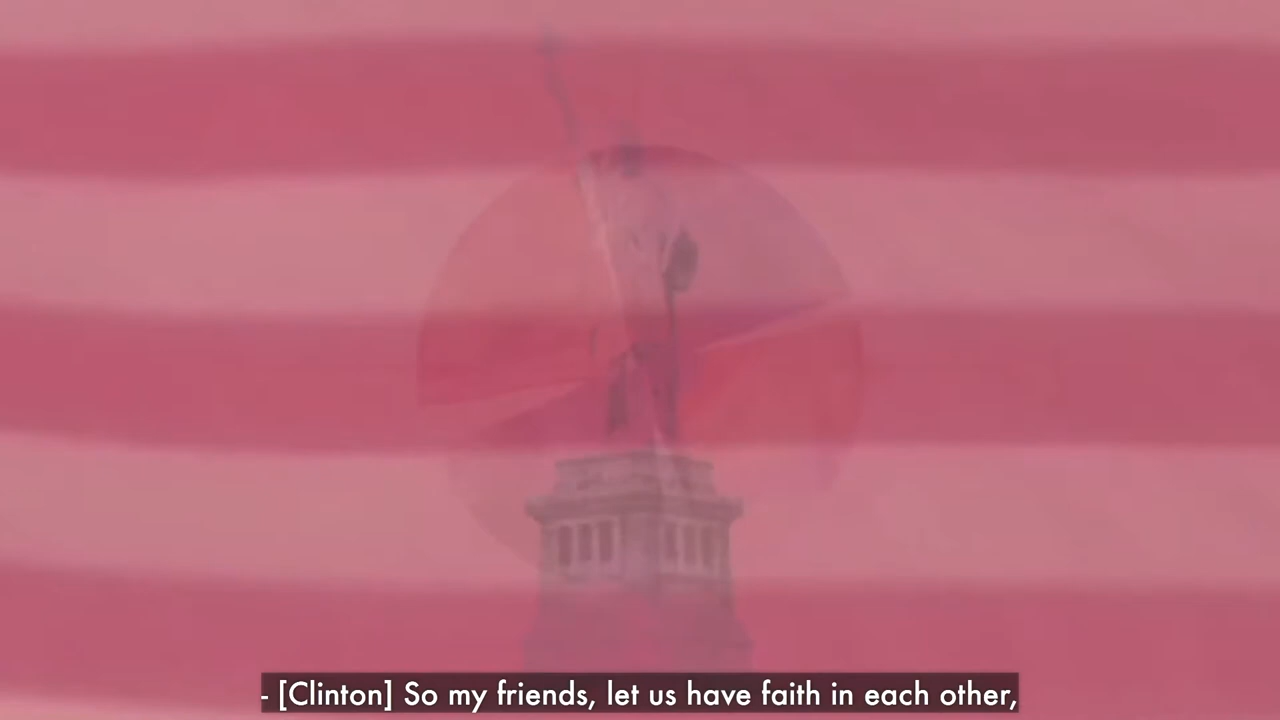 - [Clinton] So my friends, let us have faith in each other,